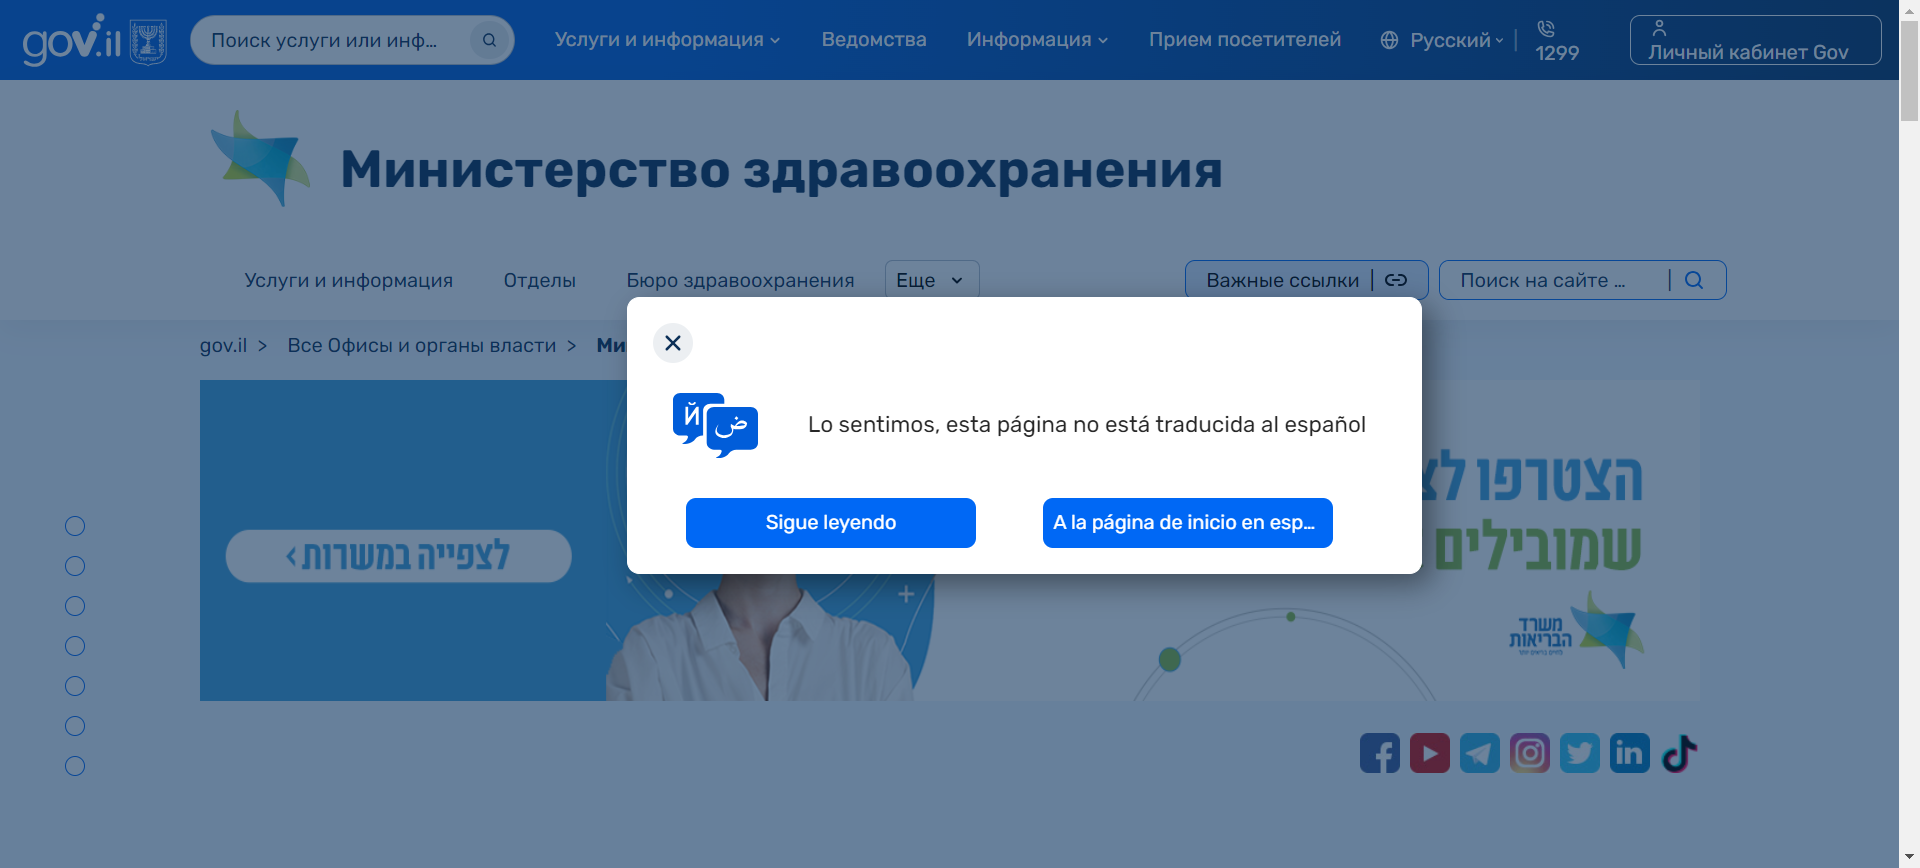 gov.il
Поиск услуги или инф...
Услуги и информация
Ведомства
Информация
Прием посетителей
Русский
1299
Личный кабинет Gov
Министерство здравоохранения
Услуги и информация
Отделы
Бюро здравоохранения
Еще
Важные ссылки
Поиск на сайте ...
gov.il > Все Офисы и органы власти > Ми
Й ض
Lo sentimos, esta página no está traducida al español
Sigue leyendo
A la página de inicio en esp...
הצטרפו לצ
שמובילים
לצפייה במשרות >
משרד
הבריאות
לחיים בריאים יותר